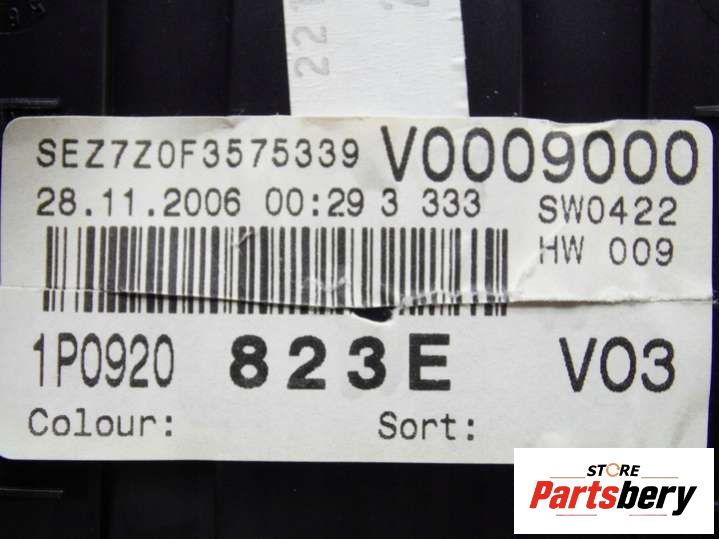 221
SEZ7Z0F3575339 V0009000
28.11.2006 00:29 3 333 SW0422
HW 009
1P0920 823E V03
Colour: Sort:
STORE
Partsbery